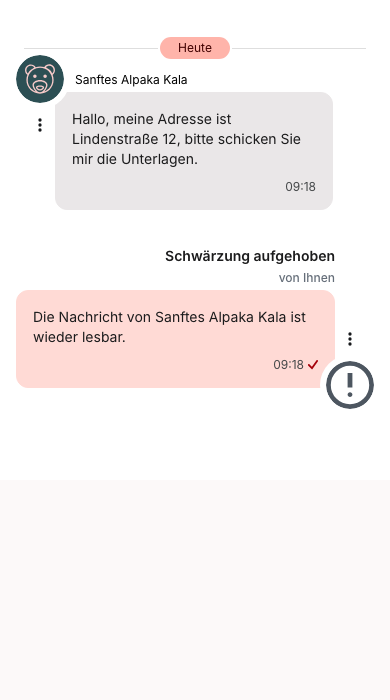 Heute
Sanftes Alpaka Kala
Hallo, meine Adresse ist
Lindenstraße 12, bitte schicken Sie
mir die Unterlagen.
09:18
Schwärzung aufgehoben
von Ihnen
Die Nachricht von Sanftes Alpaka Kala ist
wieder lesbar.
09:18